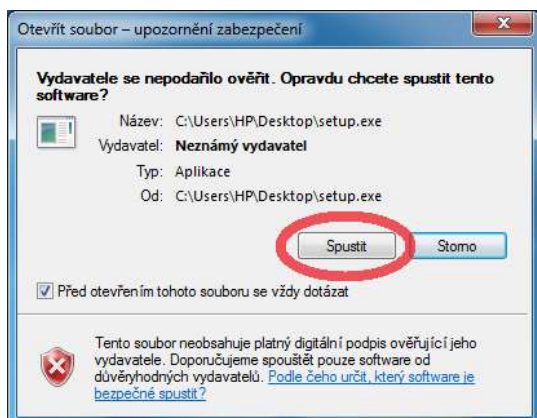 Otevřít soubor – upozornění zabezpečení
Vydavatele se nepodařilo ověřit. Opravdu chcete spustit tento
software?
Název: C:\Users\HP\Desktop\setup.exe
Vydavatel: Neznámý vydavatel
Typ: Aplikace
Od: C:\Users\HP\Desktop\setup.exe
Spustit Storno
Před otevřením tohoto souboru se vždy dotázat
Tento soubor neobsahuje platný digitální podpis ověřující jeho
vydavatele. Doporučujeme spouštět pouze software od
důvěryhodných vydavatelů. Podle čeho určit, který software je
bezpečné spustit?